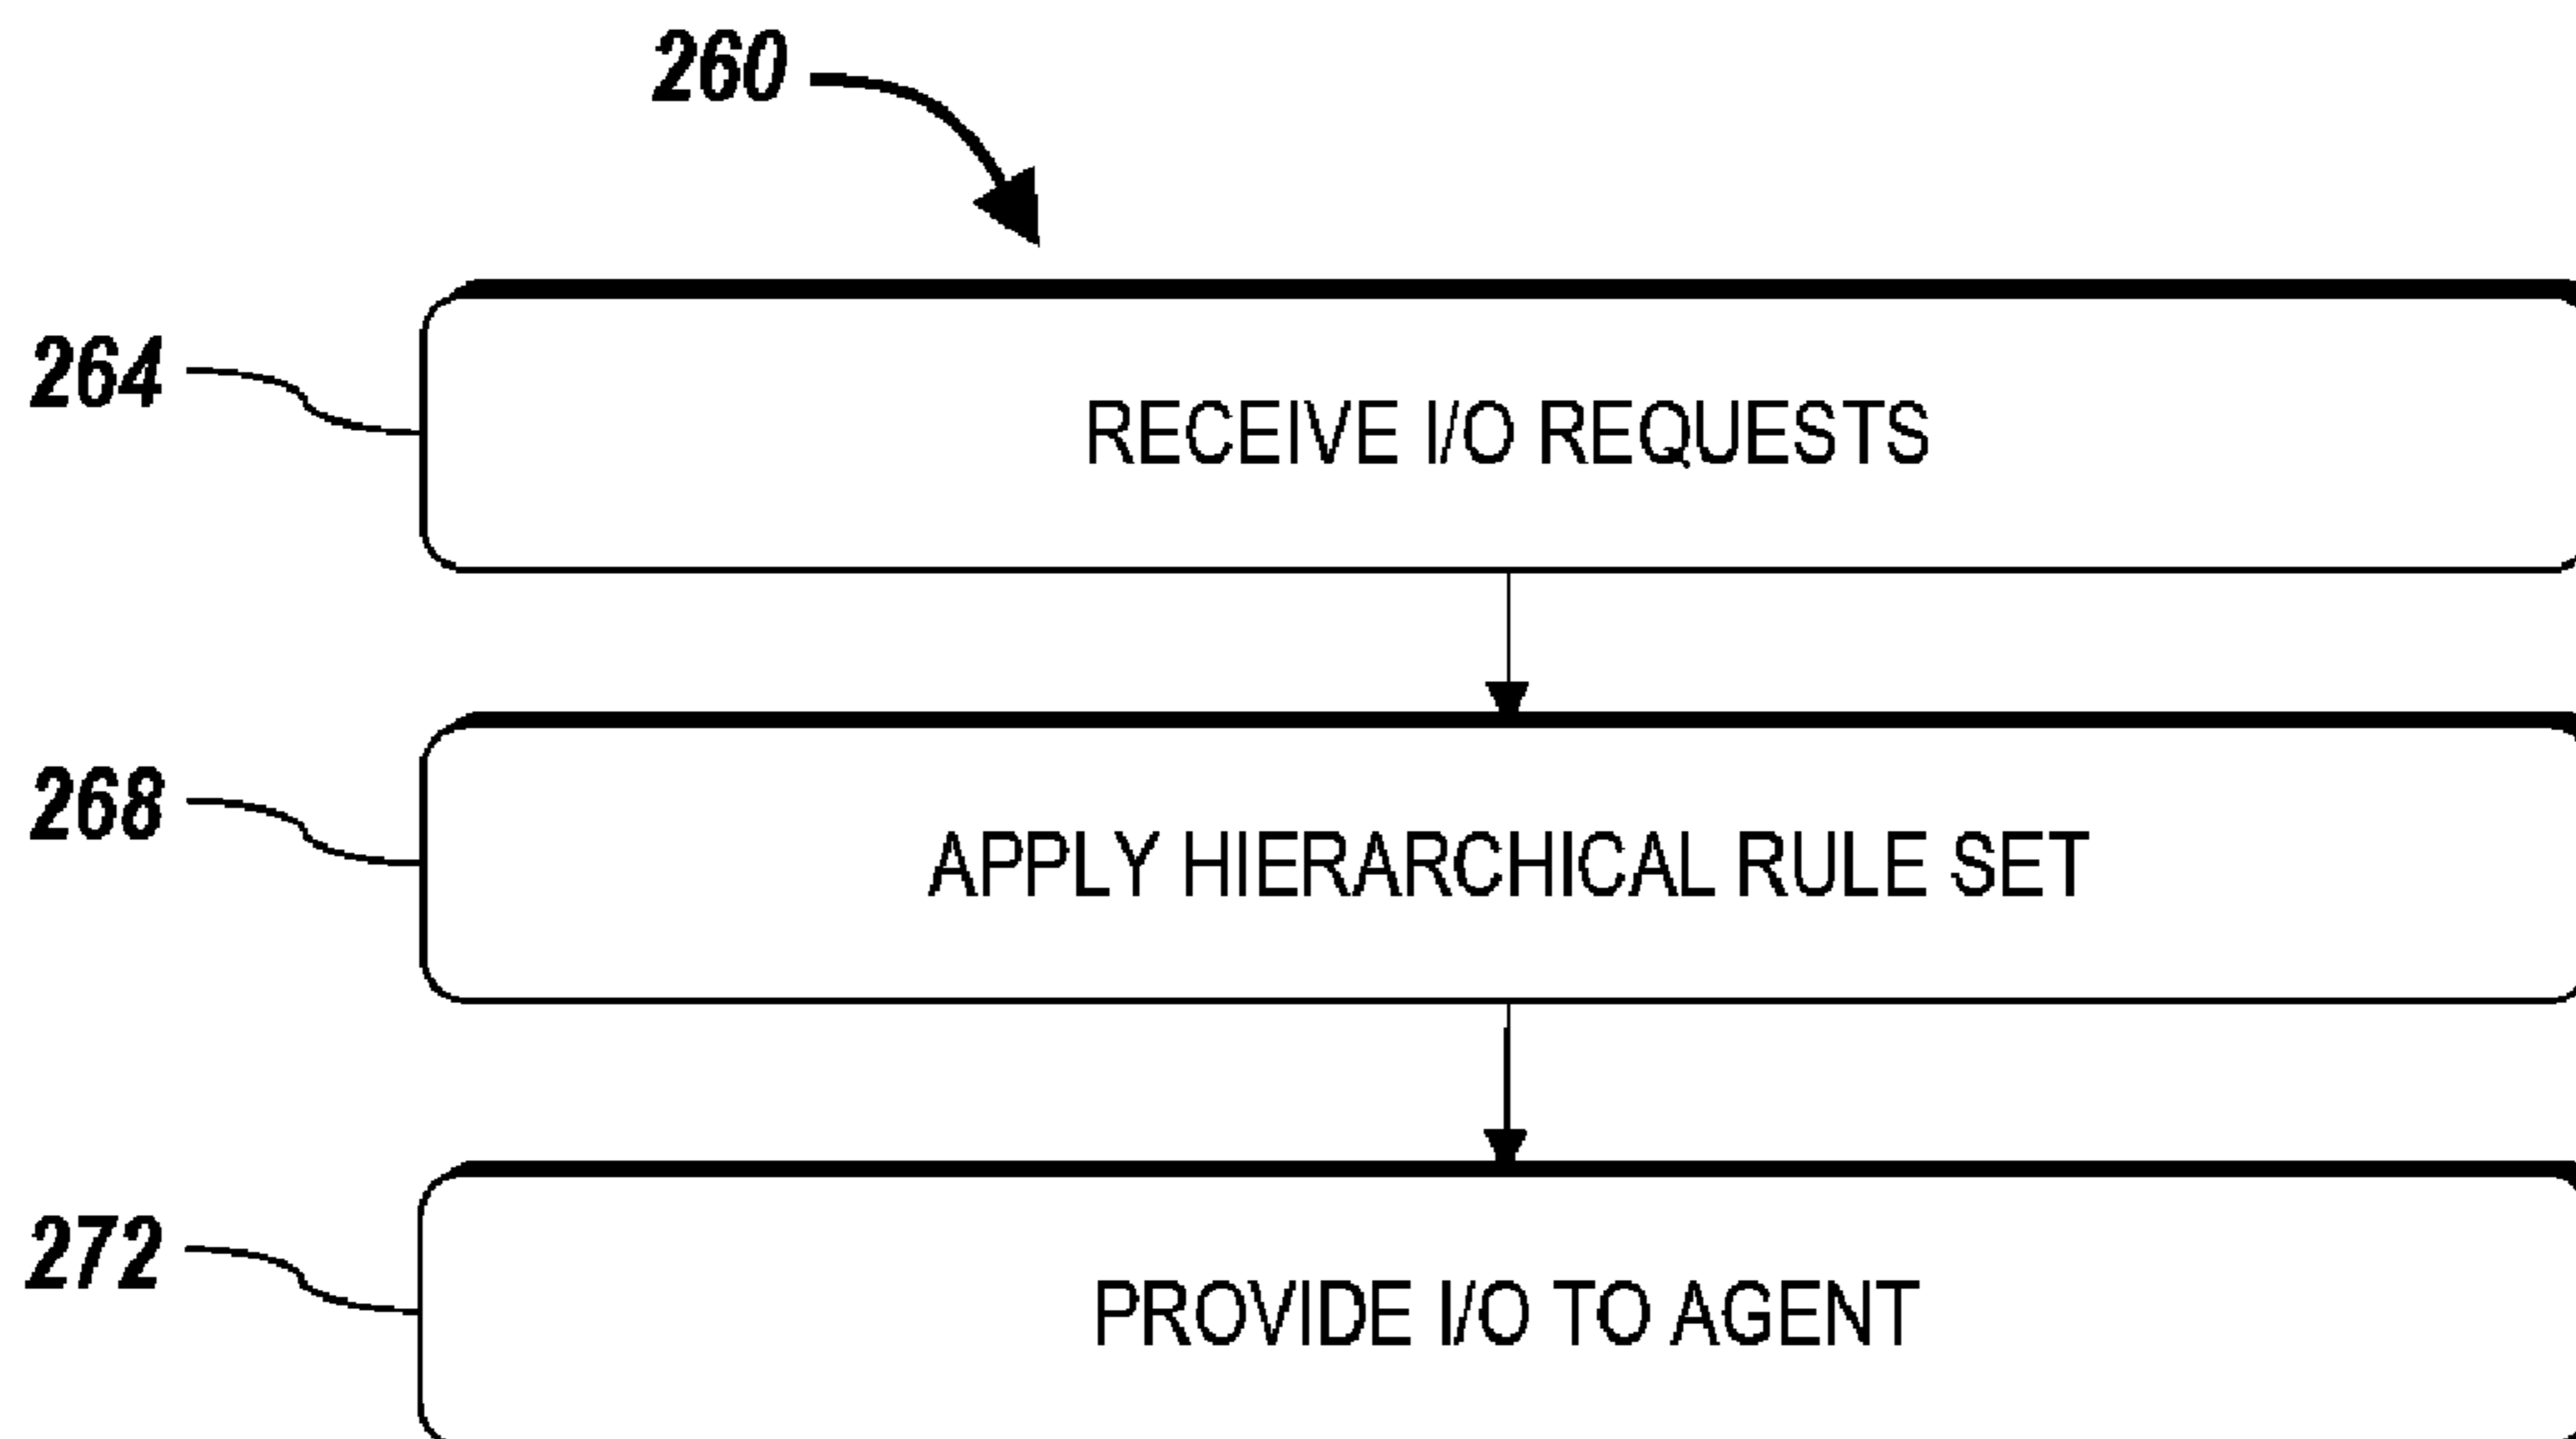 260
264
RECEIVE I/O REQUESTS
268
APPLY HIERARCHICAL RULE SET
272
PROVIDE I/O TO AGENT